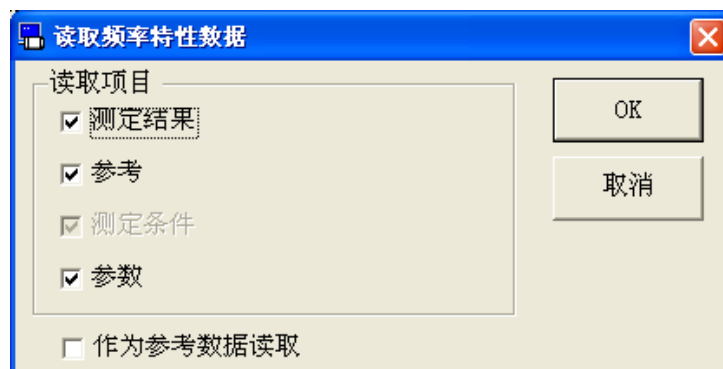 读取频率特性数据
读取项目
测定结果
OK
参考
取消
测定条件
参数
作为参考数据读取